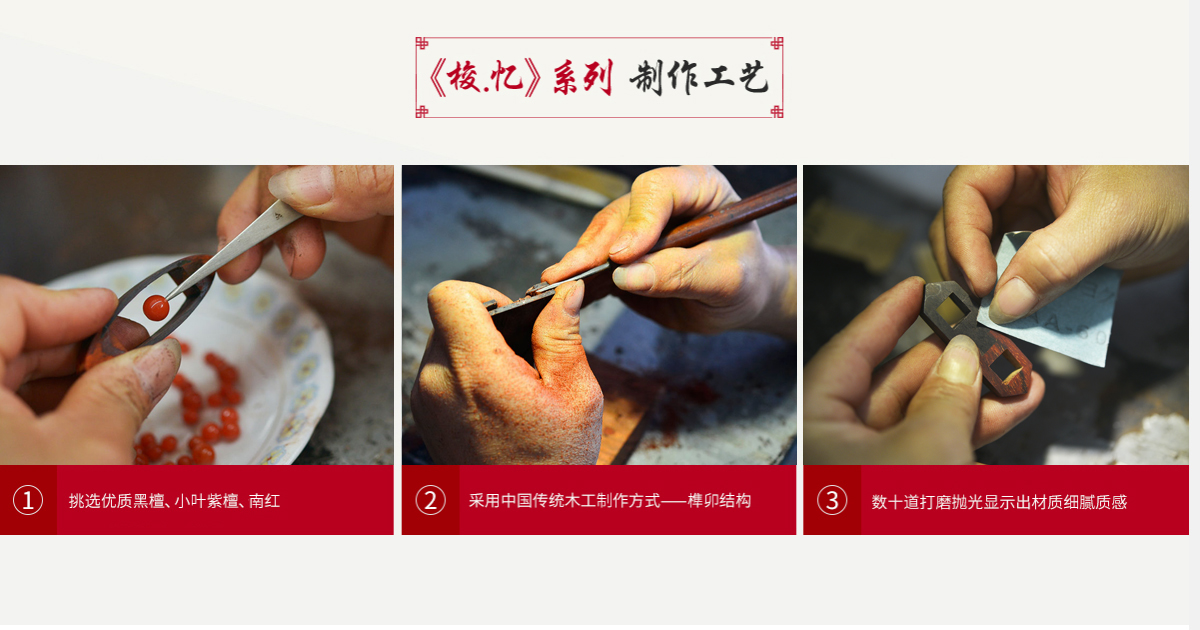 《梭.忆》系列 制作工艺
① 挑选优质黑檀、小叶紫檀、南红
② 采用中国传统木工制作方式——榫卯结构
③ 数十道打磨抛光显示出材质细腻质感